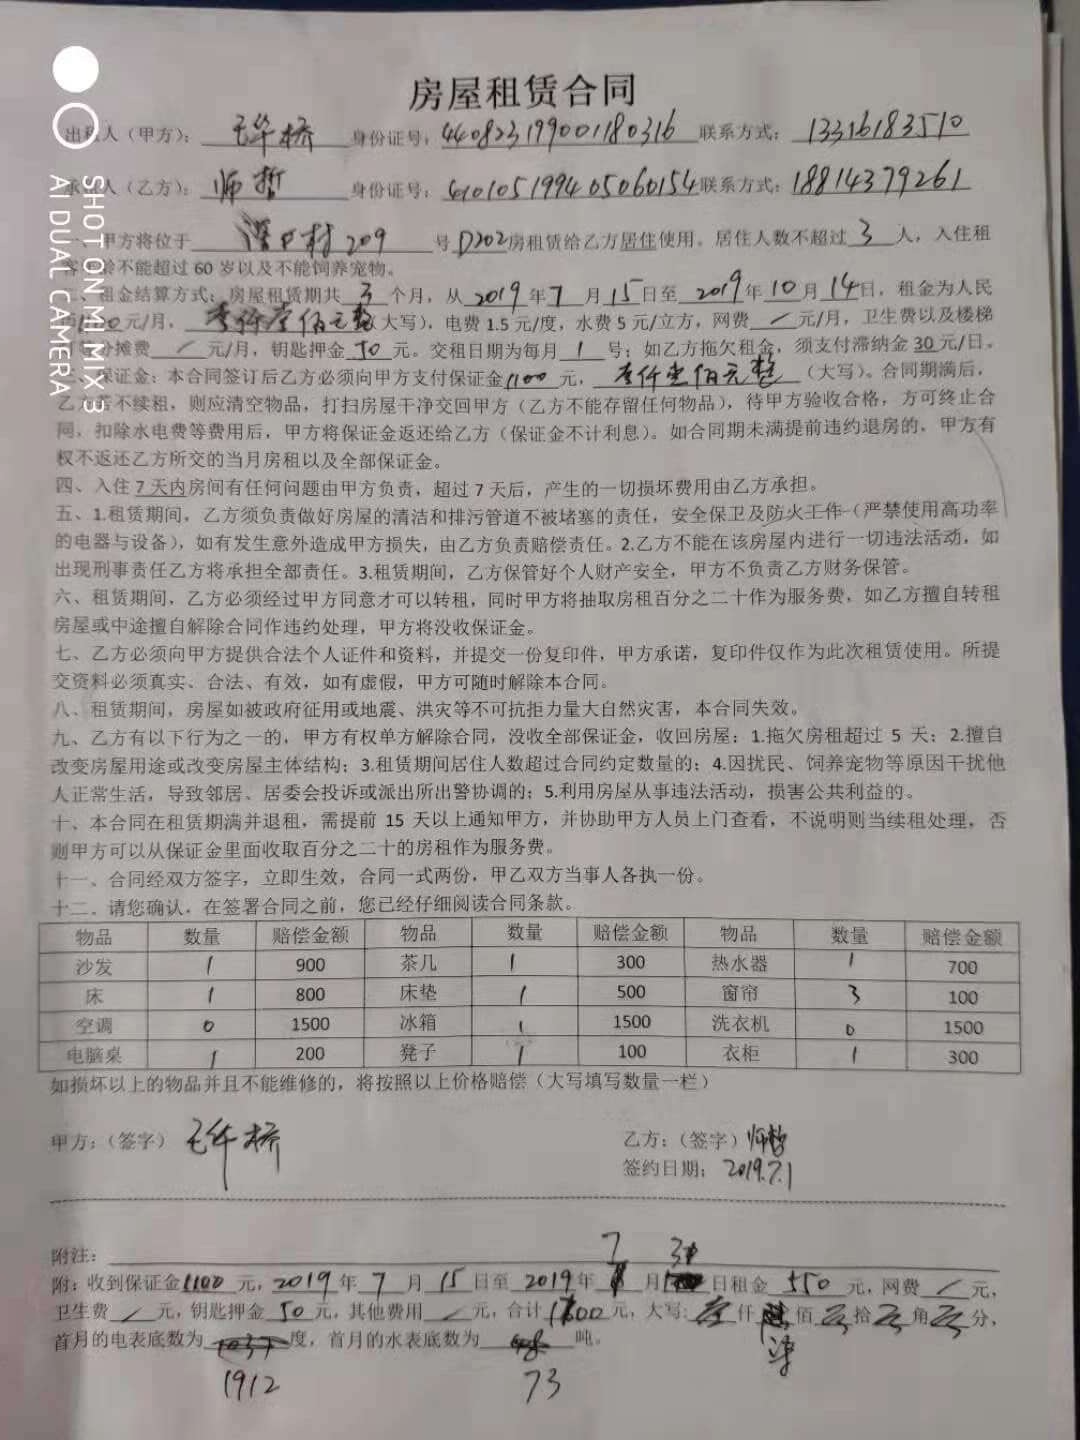 房屋租赁合同
出租人（甲方）： 身份证号：440823199001180316 联系方式： 13316183510
承租人（乙方）：师哲 身份证号：610105199405060154 联系方式：18814379261
一、甲方将位于 村209 号D202房租赁给乙方居住使用。居住人数不超过 3 人，入住租
客年龄不能超过 60 岁以及不能饲养宠物。
二、租金结算方式：房屋租赁期共 3 个月，从 2019 年 7 月 15 日至 2019 年 10 月 14 日，租金为人民
币1100元/月， 壹仟壹佰元整（大写），电费 1.5 元/度，水费 5 元/立方，网费 / 元/月，卫生费以及楼梯
灯分摊费 / 元/月，钥匙押金 50 元。交租日期为每月 1 号；如乙方拖欠租金，须支付滞纳金 30 元/日。
三、保证金：本合同签订后乙方必须向甲方支付保证金 1100 元， 壹仟壹佰元整 （大写）。合同期满后，
乙方若不续租，则应清空物品，打扫房屋干净交回甲方（乙方不能存留任何物品），待甲方验收合格，方可终止合
同，扣除水电费等费用后，甲方将保证金返还给乙方（保证金不计利息）。如合同期未满提前违约退房的，甲方有
权不返还乙方所交的当月房租以及全部保证金。
四、入住 7 天内房间有任何问题由甲方负责，超过 7 天后，产生的一切损坏费用由乙方承担。
五、1.租赁期间，乙方须负责做好房屋的清洁和排污管道不被堵塞的责任，安全保卫及防火工作（严禁使用高功率
的电器与设备），如有发生意外造成甲方损失，由乙方负责赔偿责任。2.乙方不能在该房屋内进行一切违法活动，如
出现刑事责任乙方将承担全部责任。3.租赁期间，乙方保管好个人财产安全，甲方不负责乙方财务保管。
六、租赁期间，乙方必须经过甲方同意才可以转租，同时甲方将抽取房租百分之二十作为服务费，如乙方擅自转租
房屋或中途擅自解除合同作违约处理，甲方将没收保证金。
七、乙方必须向甲方提供合法个人证件和资料，并提交一份复印件，甲方承诺，复印件仅作为此次租赁使用。所提
交资料必须真实、合法、有效，如有虚假，甲方可随时解除本合同。
八、租赁期间，房屋如被政府征用或地震、洪灾等不可抗拒力量大自然灾害，本合同失效。
九、乙方有以下行为之一的，甲方有权单方解除合同，没收全部保证金，收回房屋：1.拖欠房租超过 5 天；2.擅自
改变房屋用途或改变房屋主体结构；3.租赁期间居住人数超过合同约定数量的；4.因扰民、饲养宠物等原因干扰他
人正常生活，导致邻居、居委会投诉或派出所出警协调的；5.利用房屋从事违法活动，损害公共利益的。
十、本合同在租赁期满并退租，需提前 15 天以上通知甲方，并协助甲方人员上门查看，不说明则当续租处理，否
则甲方可以从保证金里面收取百分之二十的房租作为服务费。
十一、合同经双方签字，立即生效，合同一式两份，甲乙双方当事人各执一份。
十二、请您确认，在签署合同之前，您已经仔细阅读合同条款。
物品 数量 赔偿金额 物品 数量 赔偿金额 物品 数量 赔偿金额
沙发 1 900 茶几 1 300 热水器 1 700
床 1 800 床垫 1 500 窗帘 3 100
空调 0 1500 冰箱 1 1500 洗衣机 0 1500
电脑桌 1 200 凳子 1 100 衣柜 1 300
如损坏以上的物品并且不能维修的，将按照以上价格赔偿（大写填写数量一栏）
甲方：（签字） 乙方：（签字）师哲
签约日期： 2019.7.1
附注：
7 31
附：收到保证金 1100 元， 2019 年 7 月 15 日至 2019 年 月 日租金 550 元，网费 / 元，
卫生费 / 元，钥匙押金 50 元，其他费用 / 元，合计 元，大写：壹仟 佰 拾 角 分，
柒
首月的电表底数为 度，首月的水表底数为 吨。
1912 73
SHOT ON MI MIX 3
AI DUAL CAMERA